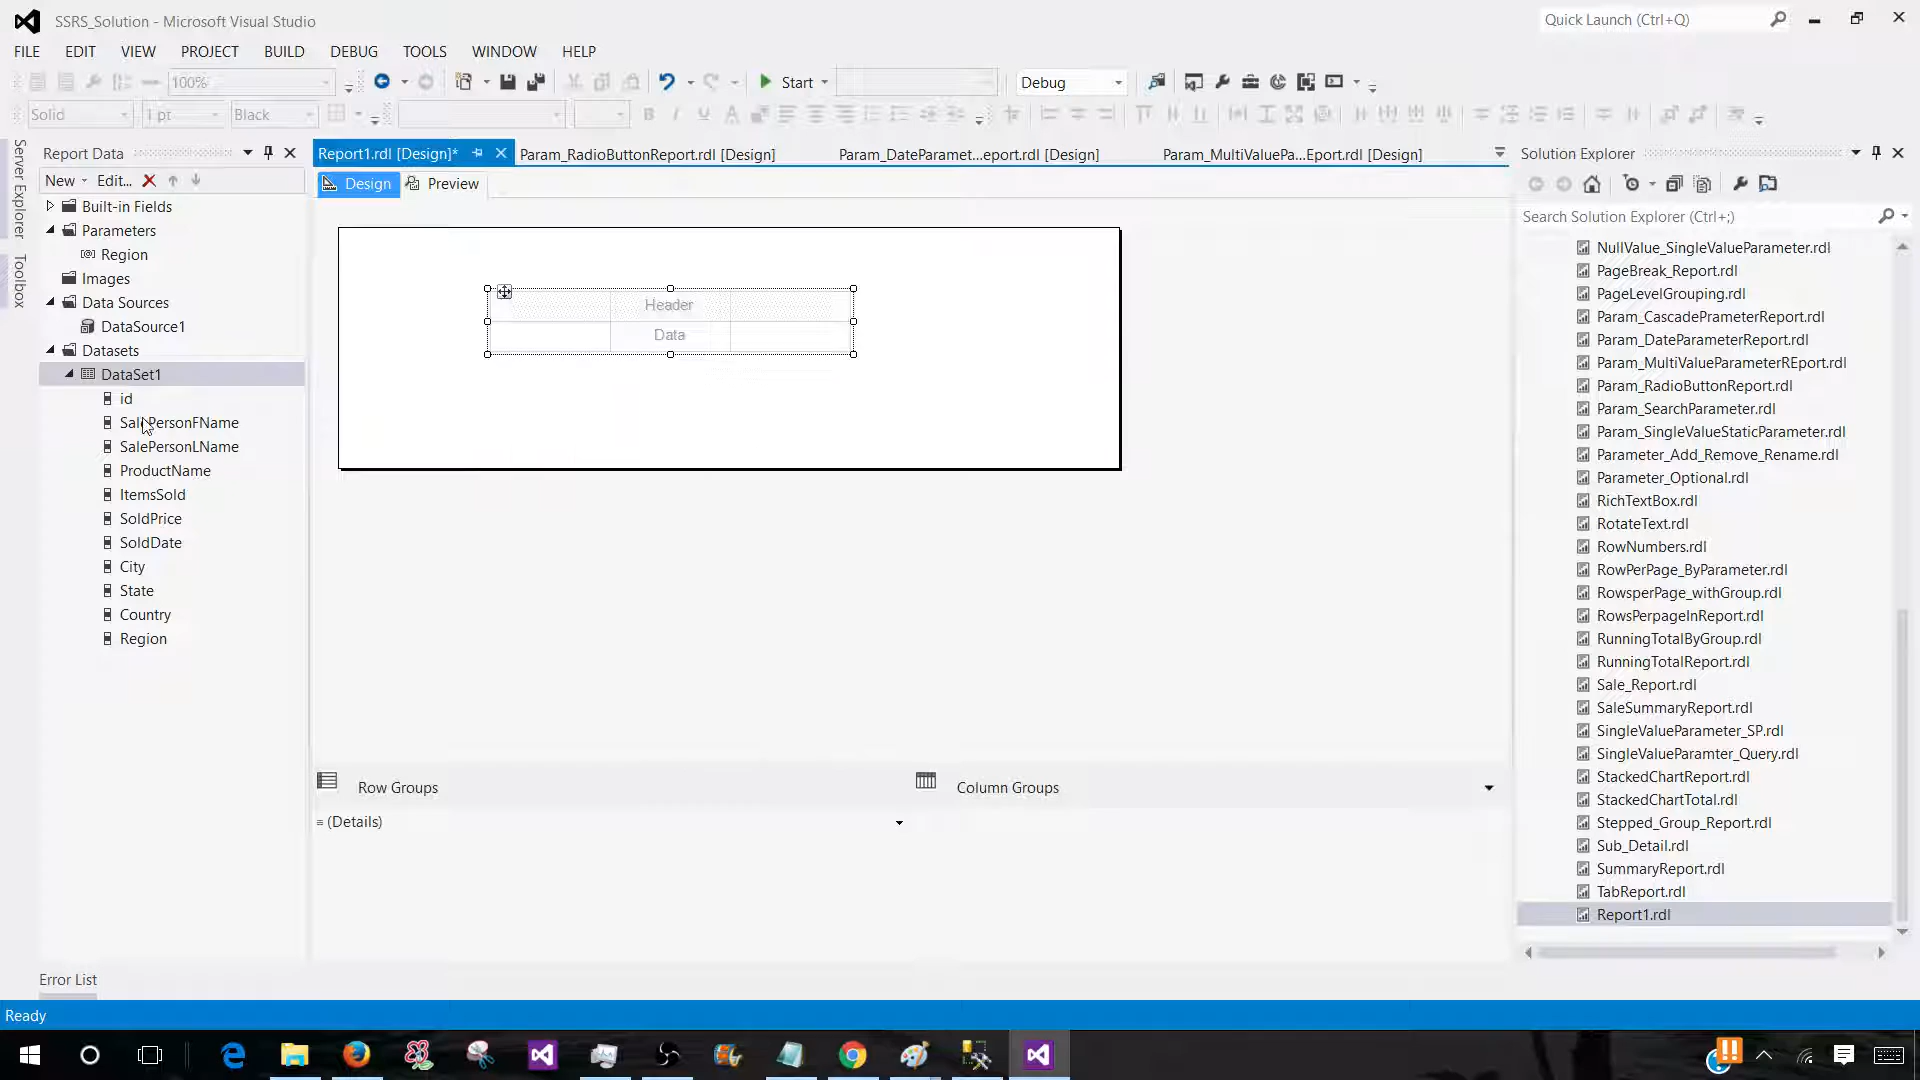 SSRS_Solution - Microsoft Visual Studio
Quick Launch (Ctrl+Q)
FILE EDIT VIEW PROJECT BUILD DEBUG TOOLS WINDOW HELP
100%
Start
Debug
Solid
1 pt
Black
B I U A
Server Explorer
Toolbox
Report Data
New Edit...
Built-in Fields
Parameters
Region
Images
Data Sources
DataSource1
Datasets
DataSet1
id
SalePersonFName
SalePersonLName
ProductName
ItemsSold
SoldPrice
SoldDate
City
State
Country
Region
Report1.rdl [Design]*
Param_RadioButtonReport.rdl [Design]
Param_DateParamet...eport.rdl [Design]
Param_MultiValuePa...Eport.rdl [Design]
Design
Preview
Header
Data
Row Groups
Column Groups
(Details)
Solution Explorer
Search Solution Explorer (Ctrl+;)
NullValue_SingleValueParameter.rdl
PageBreak_Report.rdl
PageLevelGrouping.rdl
Param_CascadePrameterReport.rdl
Param_DateParameterReport.rdl
Param_MultiValueParameterREport.rdl
Param_RadioButtonReport.rdl
Param_SearchParameter.rdl
Param_SingleValueStaticParameter.rdl
Parameter_Add_Remove_Rename.rdl
Parameter_Optional.rdl
RichTextBox.rdl
RotateText.rdl
RowNumbers.rdl
RowPerPage_ByParameter.rdl
RowsperPage_withGroup.rdl
RowsPerpageInReport.rdl
RunningTotalByGroup.rdl
RunningTotalReport.rdl
Sale_Report.rdl
SaleSummaryReport.rdl
SingleValueParameter_SP.rdl
SingleValueParamter_Query.rdl
StackedChartReport.rdl
StackedChartTotal.rdl
Stepped_Group_Report.rdl
Sub_Detail.rdl
SummaryReport.rdl
TabReport.rdl
Report1.rdl
Error List
Ready